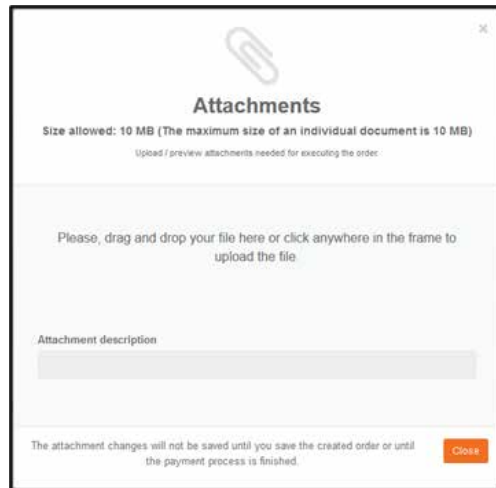 ×
Attachments
Size allowed: 10 MB (The maximum size of an individual document is 10 MB)
Upload / preview attachments needed for executing the order.
Please, drag and drop your file here or click anywhere in the frame to
upload the file
Attachment description
The attachment changes will not be saved until you save the created order or until
the payment process is finished.
Close